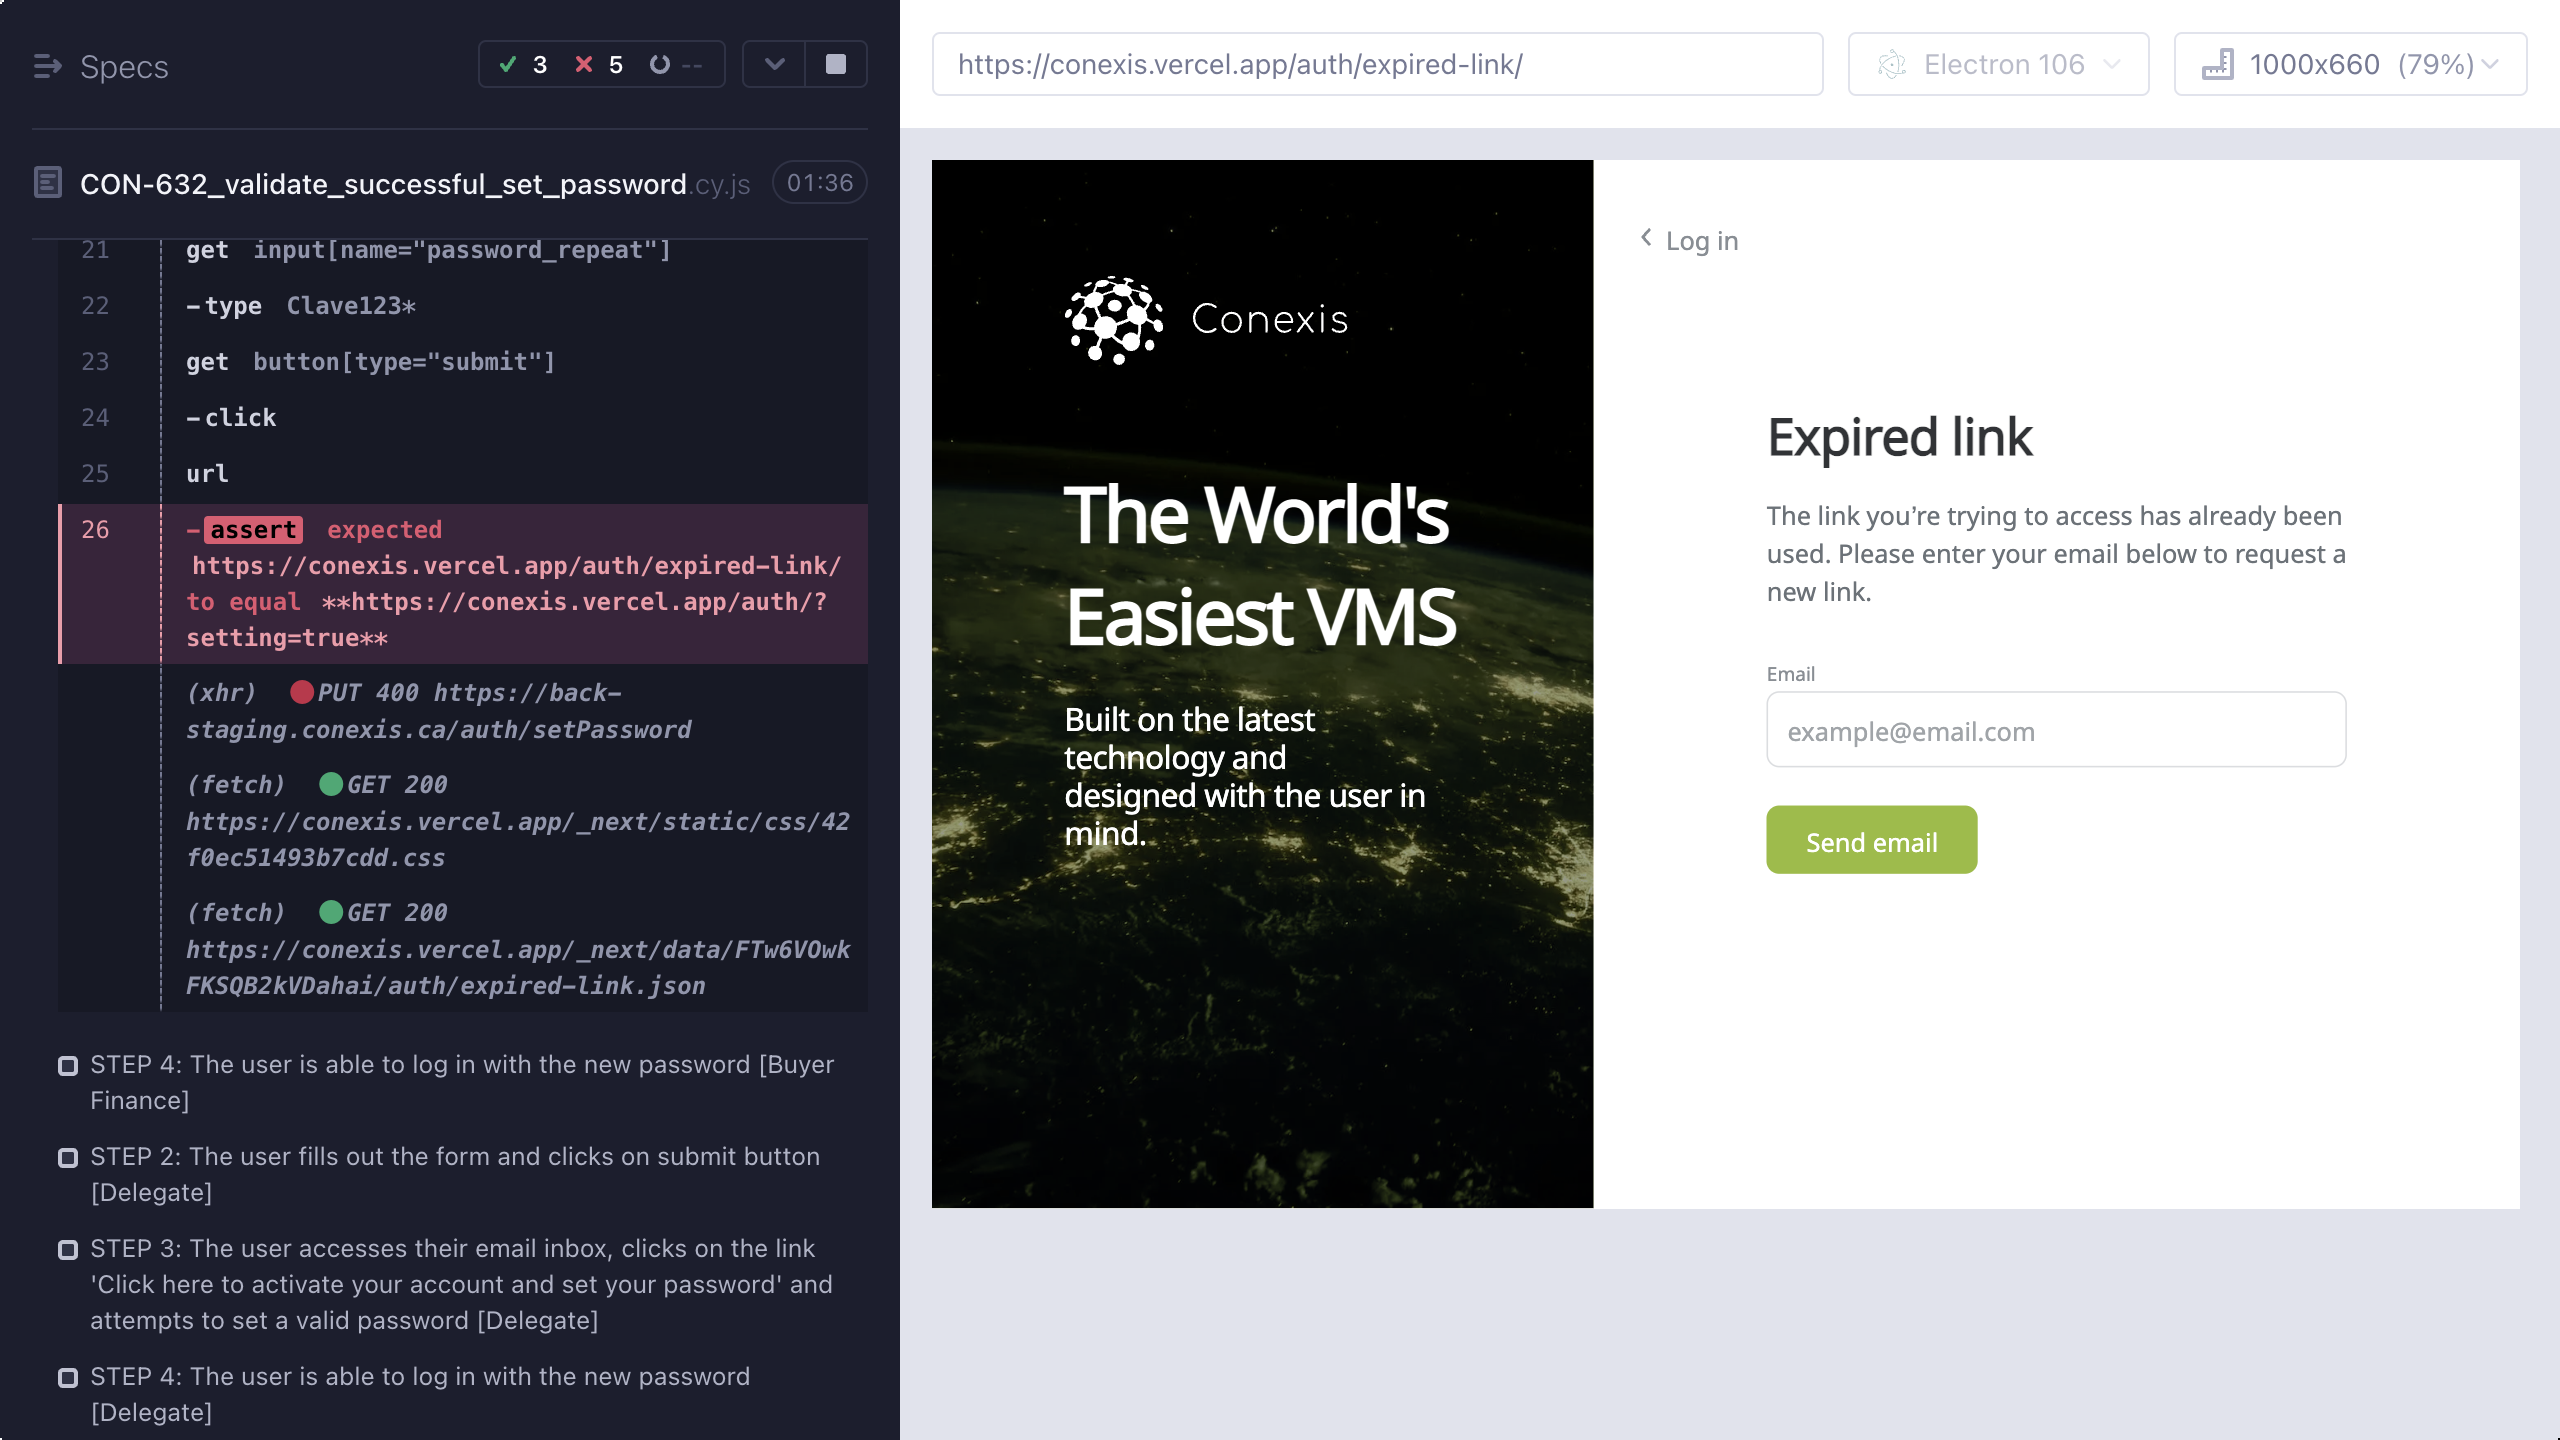 Specs
3 5 --
CON-632_validate_successful_set_password.cy.js 01:36
21 get input[name="password_repeat"]
22 -type Clave123*
23 get button[type="submit"]
24 -click
25 url
26 -assert expected
https://conexis.vercel.app/auth/expired-link/
to equal **https://conexis.vercel.app/auth/?
setting=true**
(xhr) PUT 400 https://back-
staging.conexis.ca/auth/setPassword
(fetch) GET 200
https://conexis.vercel.app/_next/static/css/42
f0ec51493b7cdd.css
(fetch) GET 200
https://conexis.vercel.app/_next/data/FTw6VOwk
FKSQB2kVDahai/auth/expired-link.json
STEP 4: The user is able to log in with the new password [Buyer
Finance]
STEP 2: The user fills out the form and clicks on submit button
[Delegate]
STEP 3: The user accesses their email inbox, clicks on the link
'Click here to activate your account and set your password' and
attempts to set a valid password [Delegate]
STEP 4: The user is able to log in with the new password
[Delegate]
https://conexis.vercel.app/auth/expired-link/
Electron 106
1000x660 (79%)
Conexis
The World's
Easiest VMS
Built on the latest
technology and
designed with the user in
mind.
Log in
Expired link
The link you’re trying to access has already been
used. Please enter your email below to request a
new link.
Email
example@email.com
Send email